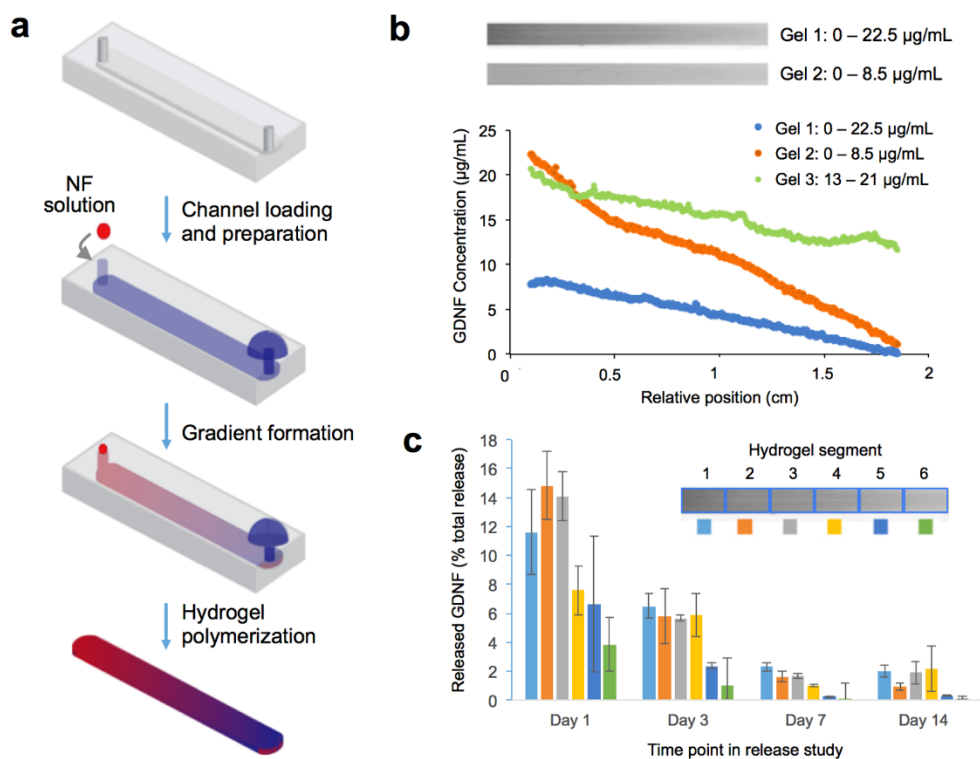 a
NF
solution
Channel loading
and preparation
Gradient formation
Hydrogel
polymerization
b
Gel 1: 0 – 22.5 µg/mL
Gel 2: 0 – 8.5 µg/mL
GDNF Concentration (µg/mL)
25
20
15
10
5
0
Gel 1: 0 – 22.5 µg/mL
Gel 2: 0 – 8.5 µg/mL
Gel 3: 13 – 21 µg/mL
0 0.5 1 1.5 2
Relative position (cm)
c
Released GDNF (% total release)
18
16
14
12
10
8
6
4
2
0
Hydrogel segment
1 2 3 4 5 6
Day 1 Day 3 Day 7 Day 14
Time point in release study